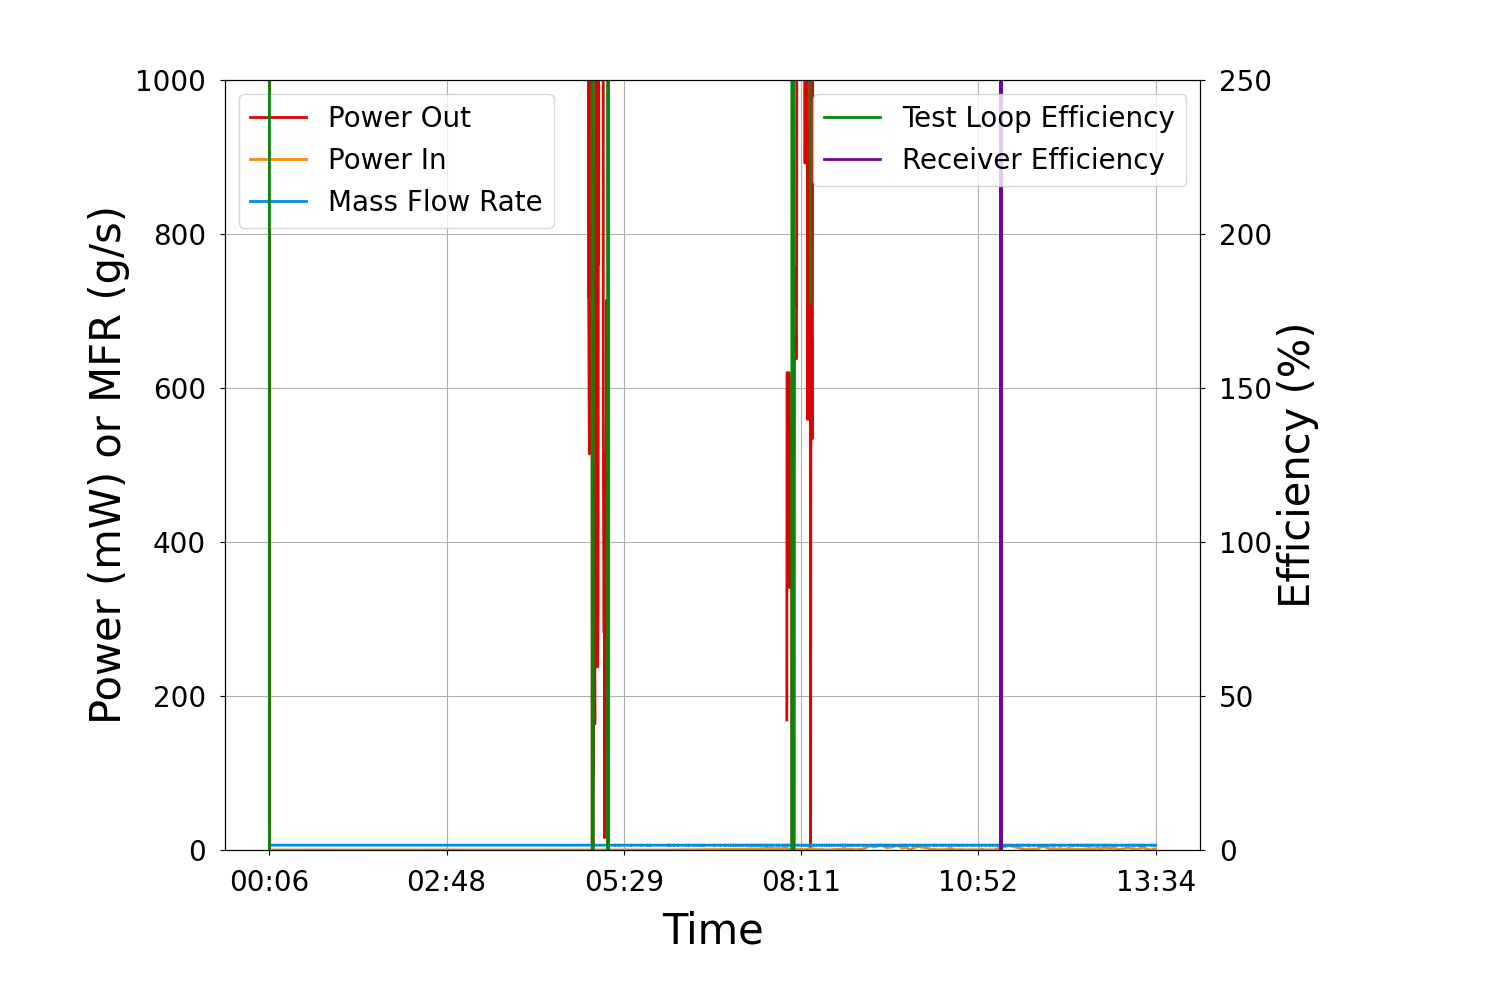 1000
800
600
400
200
0
Power (mW) or MFR (g/s)
Power Out
Power In
Mass Flow Rate
Test Loop Efficiency
Receiver Efficiency
250
200
150
100
50
0
Efficiency (%)
00:06 02:48 05:29 08:11 10:52 13:34
Time